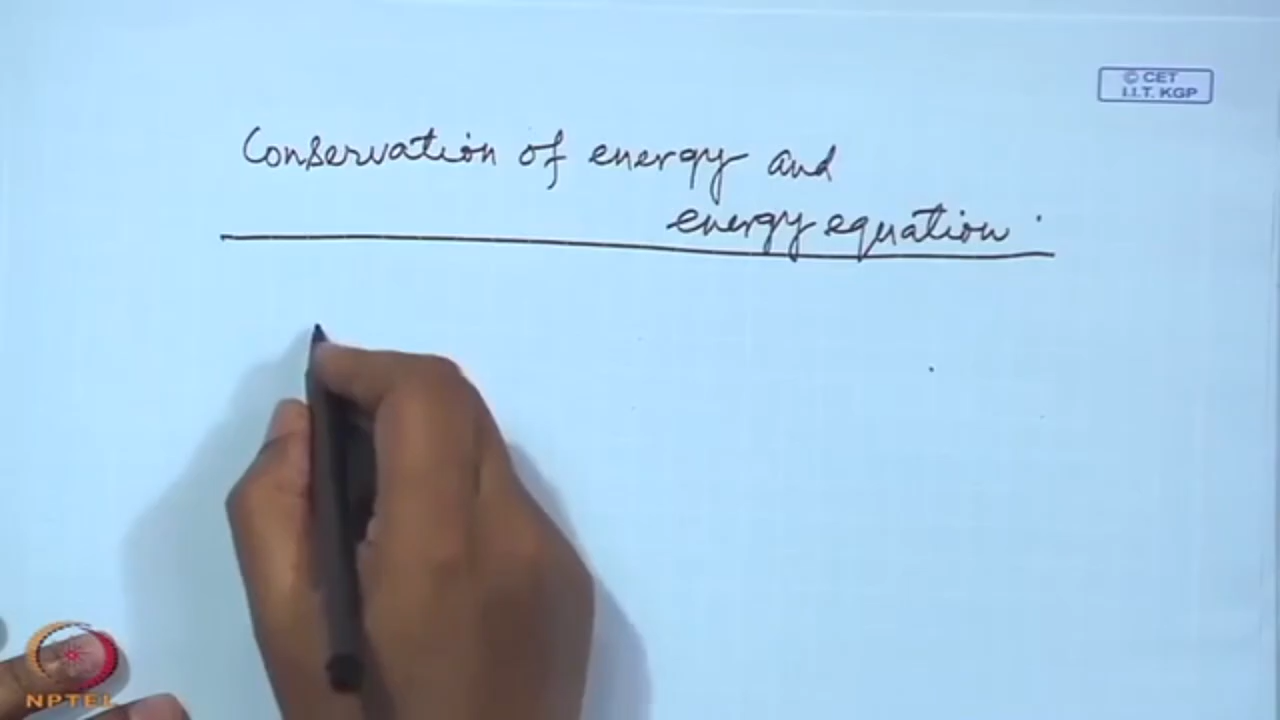 © CET
I.I.T. KGP
Conservation of energy and
energy equation.
NPTEL